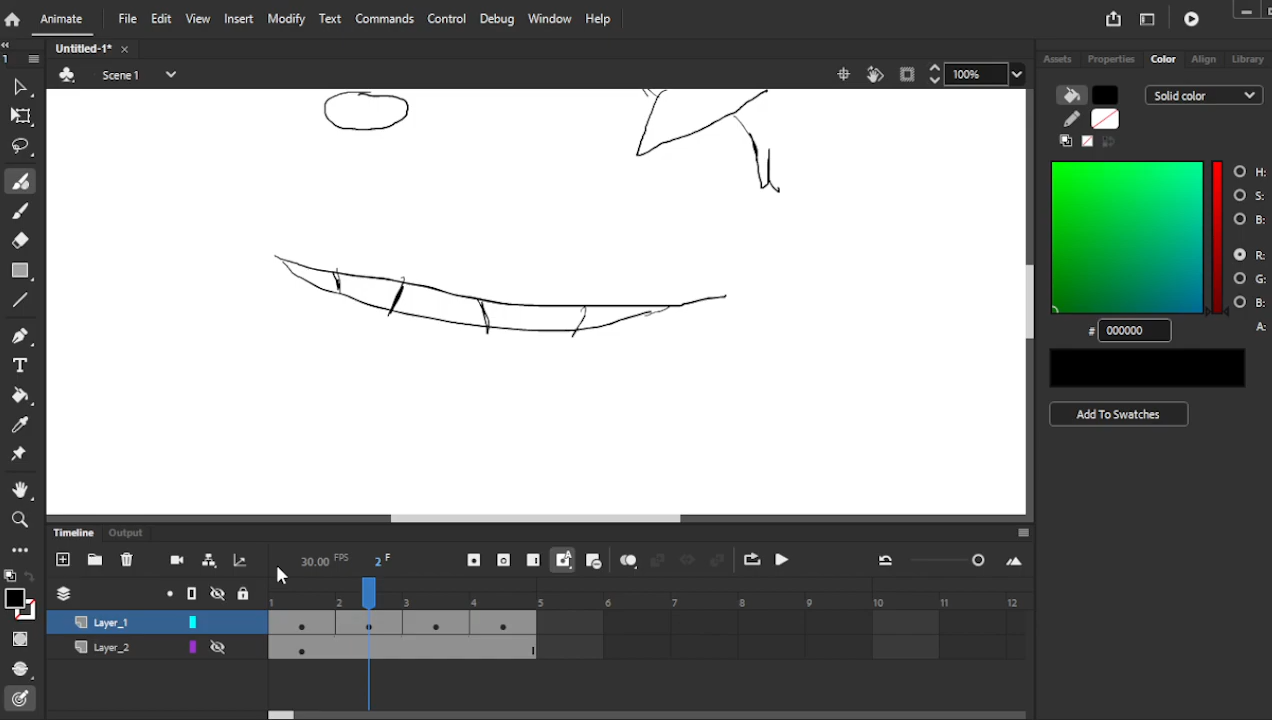 Animate File Edit View Insert Modify Text Commands Control Debug Window Help
Untitled-1*
Scene 1 100%
Assets Properties Color Align Library
Solid color
H:
S:
B:
R:
G:
B:
# 000000 A:
Add To Swatches
Timeline Output
30.00 FPS 2 F
1 2 3 4 5 6 7 8 9 10 11 12
Layer_1
Layer_2